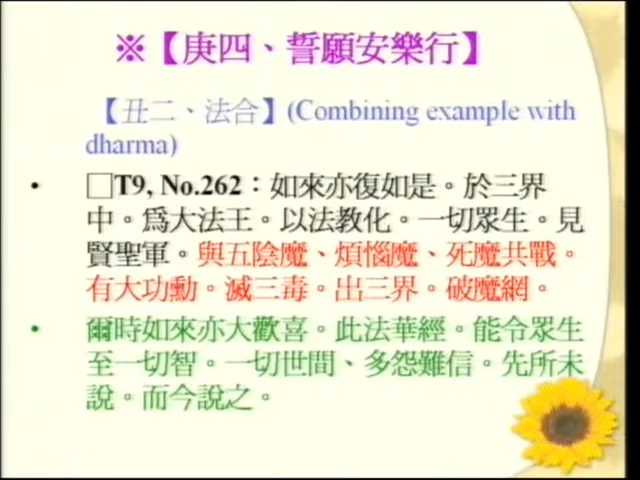 ※【庚四、誓願安樂行】
【丑二、法合】(Combining example with
dharma)
• □T9, No.262：如來亦復如是。於三界
中。為大法王。以法教化。一切眾生。見
賢聖軍。與五陰魔、煩惱魔、死魔共戰。
有大功勳。滅三毒。出三界。破魔網。
• 爾時如來亦大歡喜。此法華經。能令眾生
至一切智。一切世間、多怨難信。先所未
說。而今說之。